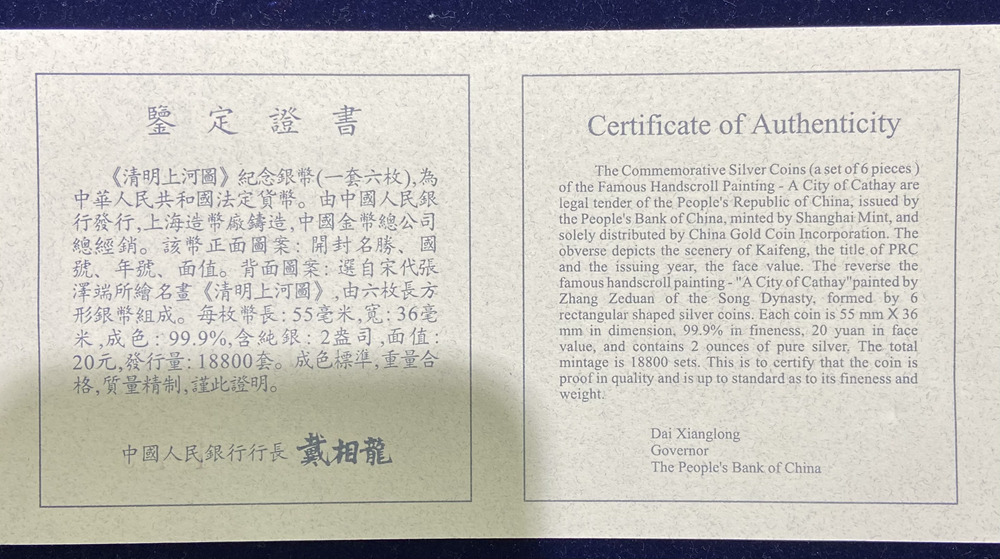 鑒定證書
《清明上河圖》紀念銀幣(一套六枚),為
中華人民共和國法定貨幣。由中國人民銀
行發行,上海造幣廠鑄造,中國金幣總公司
總經銷。該幣正面圖案:開封名勝、國
號、年號、面值。背面圖案:選自宋代張
澤端所繪名畫《清明上河圖》,由六枚長方
形銀幣組成。每枚幣長:55毫米,寬:36毫
米,成色:99.9%,含純銀:2盎司,面值:
20元,發行量:18800套。成色標準,重量合
格,質量精制,謹此證明。
中國人民銀行行長 戴相龍
Certificate of Authenticity
The Commemorative Silver Coins (a set of 6 pieces )
of the Famous Handscroll Painting - A City of Cathay are
legal tender of the People's Republic of China, issued by
the People's Bank of China, minted by Shanghai Mint, and
solely distributed by China Gold Coin Incorporation. The
obverse depicts the scenery of Kaifeng, the title of PRC
and the issuing year, the face value. The reverse the
famous handscroll painting - "A City of Cathay"painted by
Zhang Zeduan of the Song Dynasty, formed by 6
rectangular shaped silver coins. Each coin is 55 mm X 36
mm in dimension, 99.9% in fineness, 20 yuan in face
value, and contains 2 ounces of pure silver, The total
mintage is 18800 sets. This is to certify that the coin is
proof in quality and is up to standard as to its fineness and
weight.
Dai Xianglong
Governor
The People's Bank of China